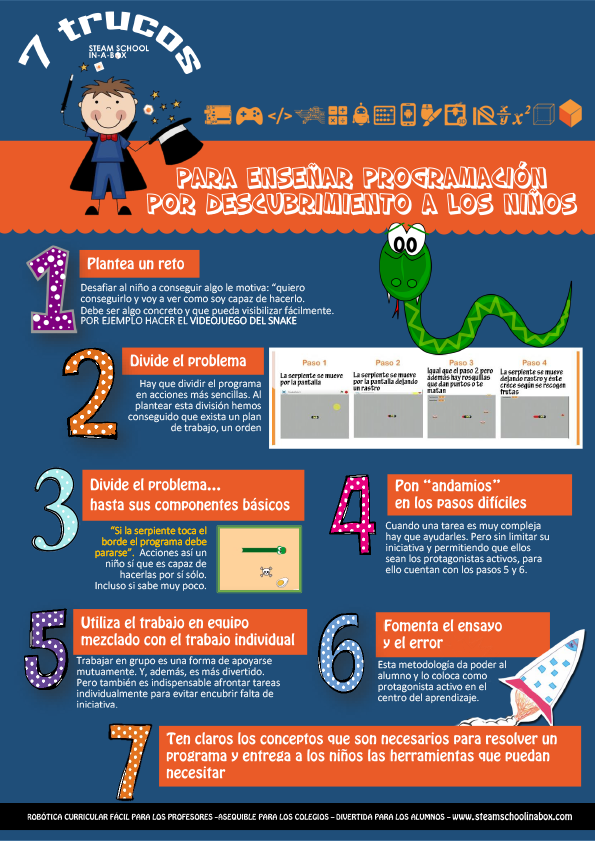 7 trucos
STEAM SCHOOL
IN-A-BOX
</>
x/y x²
PARA ENSEÑAR PROGRAMACIÓN
POR DESCUBRIMIENTO A LOS NIÑOS
1
Plantea un reto
Desafiar al niño a conseguir algo le motiva: “quiero
conseguirlo y voy a ver como soy capaz de hacerlo.
Debe ser algo concreto y que pueda visibilizar fácilmente.
POR EJEMPLO HACER EL VIDEOJUEGO DEL SNAKE
2
Divide el problema
Hay que dividir el programa
en acciones más sencillas. Al
plantear esta división hemos
conseguido que exista un plan
de trabajo, un orden
Paso 1
La serpiente se mueve
por la pantalla
Paso 2
La serpiente se mueve
por la pantalla dejando
un rastro
Paso 3
Igual que el paso 2 pero
además hay rosquillas
que dan puntos o te
matan
Paso 4
La serpiente se mueve
dejando rastro y este
crece según se recogen
frutas
3
Divide el problema...
hasta sus componentes básicos
“Si la serpiente toca el
borde el programa debe
pararse”. Acciones así un
niño sí que es capaz de
hacerlas por sí sólo.
Incluso si sabe muy poco.
4
Pon “andamios”
en los pasos difíciles
Cuando una tarea es muy compleja
hay que ayudarles. Pero sin limitar su
iniciativa y permitiendo que ellos
sean los protagonistas activos, para
ello cuentan con los pasos 5 y 6.
5
Utiliza el trabajo en equipo
mezclado con el trabajo individual
Trabajar en grupo es una forma de apoyarse
mutuamente. Y, además, es más divertido.
Pero también es indispensable afrontar tareas
individualmente para evitar encubrir falta de
iniciativa.
6
Fomenta el ensayo
y el error
Esta metodología da poder al
alumno y lo coloca como
protagonista activo en el
centro del aprendizaje.
7
Ten claros los conceptos que son necesarios para resolver un
programa y entrega a los niños las herramientas que puedan
necesitar
ROBÓTICA CURRICULAR FÁCIL PARA LOS PROFESORES -ASEQUIBLE PARA LOS COLEGIOS - DIVERTIDA PARA LOS ALUMNOS - www.steamschoolinabox.com